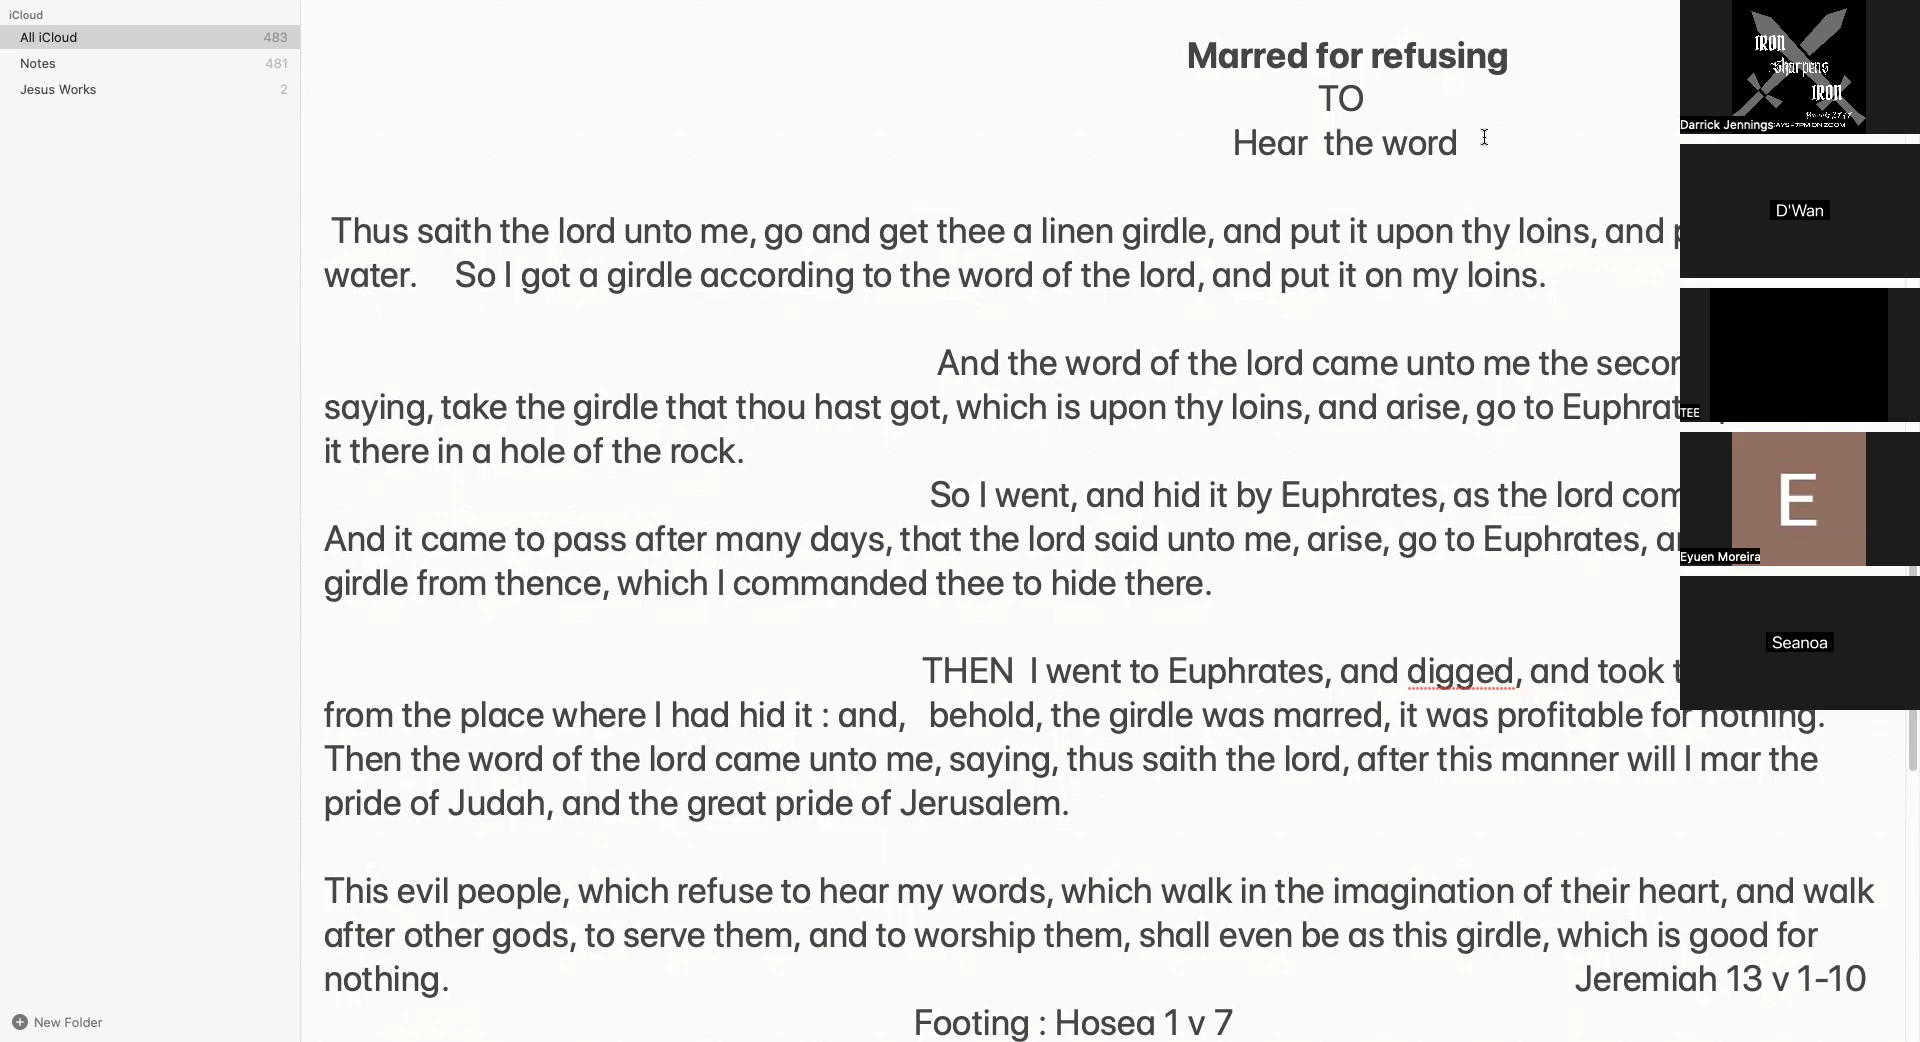 iCloud
All iCloud 483
Notes 481
Jesus Works 2
New Folder
Marred for refusing
TO
Hear the word
Thus saith the lord unto me, go and get thee a linen girdle, and put it upon thy loins, and
water. So I got a girdle according to the word of the lord, and put it on my loins.
And the word of the lord came unto me the
saying, take the girdle that thou hast got, which is upon thy loins, and arise, go to
it there in a hole of the rock.
So I went, and hid it by Euphrates, as the lord
And it came to pass after many days, that the lord said unto me, arise, go to Euphrates,
girdle from thence, which I commanded thee to hide there.
THEN I went to Euphrates, and digged, and took
from the place where I had hid it : and, behold, the girdle was marred, it was profitable for nothing.
Then the word of the lord came unto me, saying, thus saith the lord, after this manner will I mar the
pride of Judah, and the great pride of Jerusalem.
This evil people, which refuse to hear my words, which walk in the imagination of their heart, and walk
after other gods, to serve them, and to worship them, shall even be as this girdle, which is good for
nothing. Jeremiah 13 v 1-10
Footing : Hosea 1 v 7
IRON
sharpens
IRON
Darrick Jennings
D'Wan
TEE
E
Eyuen Moreira
Seanoa